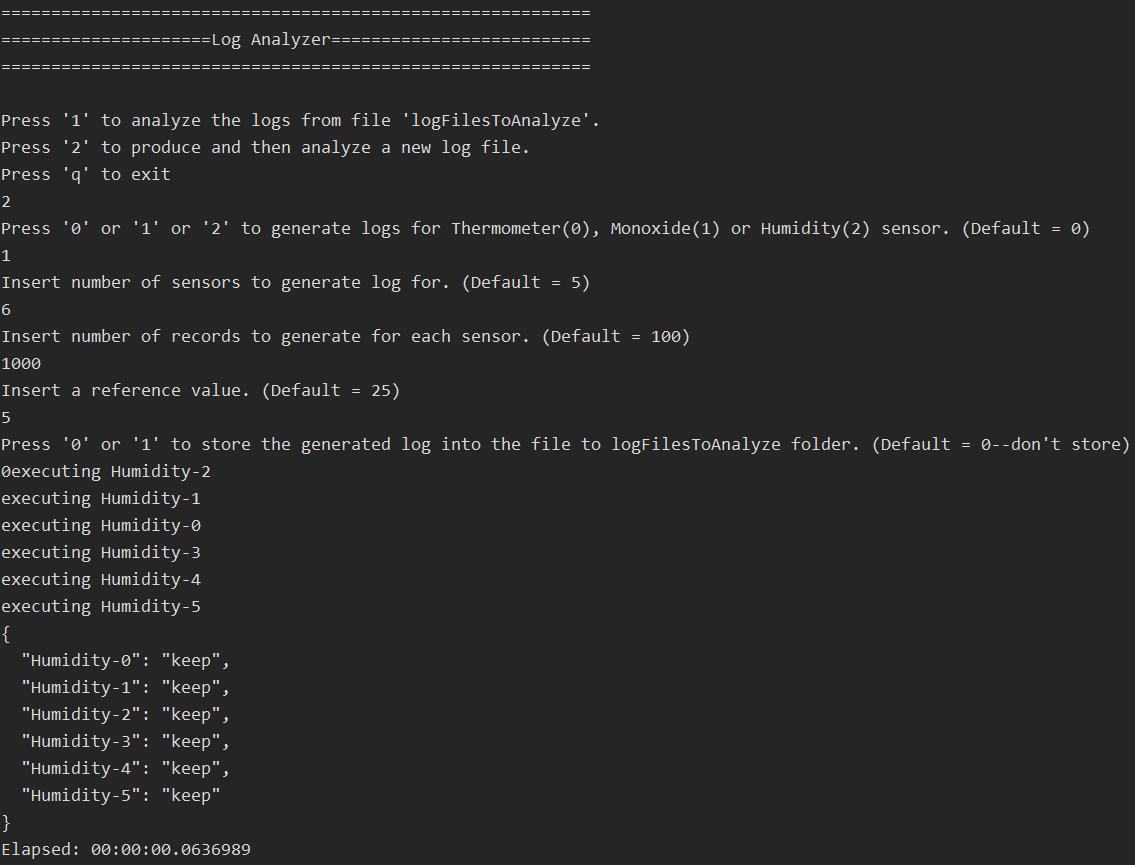 ===========================================================
=====================Log Analyzer==========================
===========================================================
Press '1' to analyze the logs from file 'logFilesToAnalyze'.
Press '2' to produce and then analyze a new log file.
Press 'q' to exit
2
Press '0' or '1' or '2' to generate logs for Thermometer(0), Monoxide(1) or Humidity(2) sensor. (Default = 0)
1
Insert number of sensors to generate log for. (Default = 5)
6
Insert number of records to generate for each sensor. (Default = 100)
1000
Insert a reference value. (Default = 25)
5
Press '0' or '1' to store the generated log into the file to logFilesToAnalyze folder. (Default = 0--don't store)
0executing Humidity-2
executing Humidity-1
executing Humidity-0
executing Humidity-3
executing Humidity-4
executing Humidity-5
{
  "Humidity-0": "keep",
  "Humidity-1": "keep",
  "Humidity-2": "keep",
  "Humidity-3": "keep",
  "Humidity-4": "keep",
  "Humidity-5": "keep"
}
Elapsed: 00:00:00.0636989